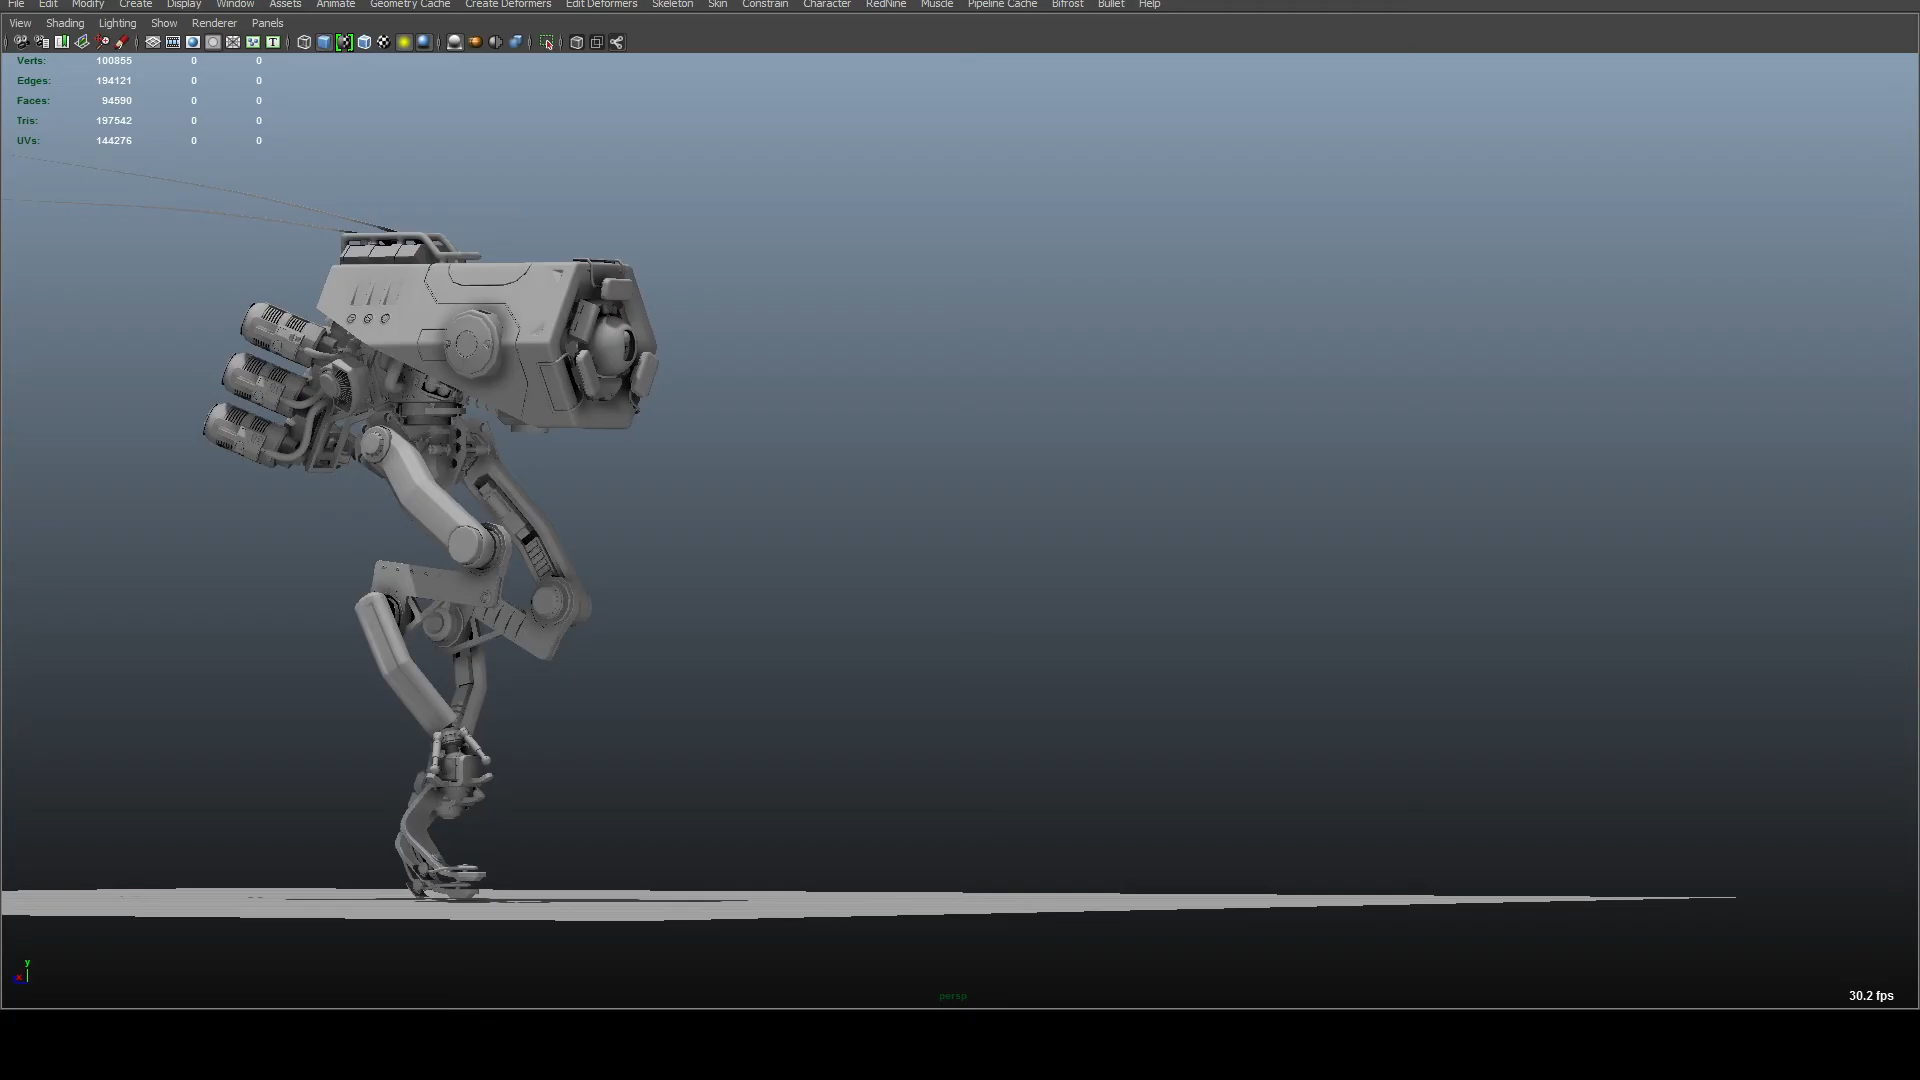 File Edit Modify Create Display Window Assets Animate Geometry Cache Create Deformers Edit Deformers Skeleton Skin Constrain Character RedNine Muscle Pipeline Cache Bifrost Bullet Help
View Shading Lighting Show Renderer Panels
Verts: 100855 0 0
Edges: 194121 0 0
Faces: 94590 0 0
Tris: 197542 0 0
UVs: 144276 0 0
y
persp
30.2 fps